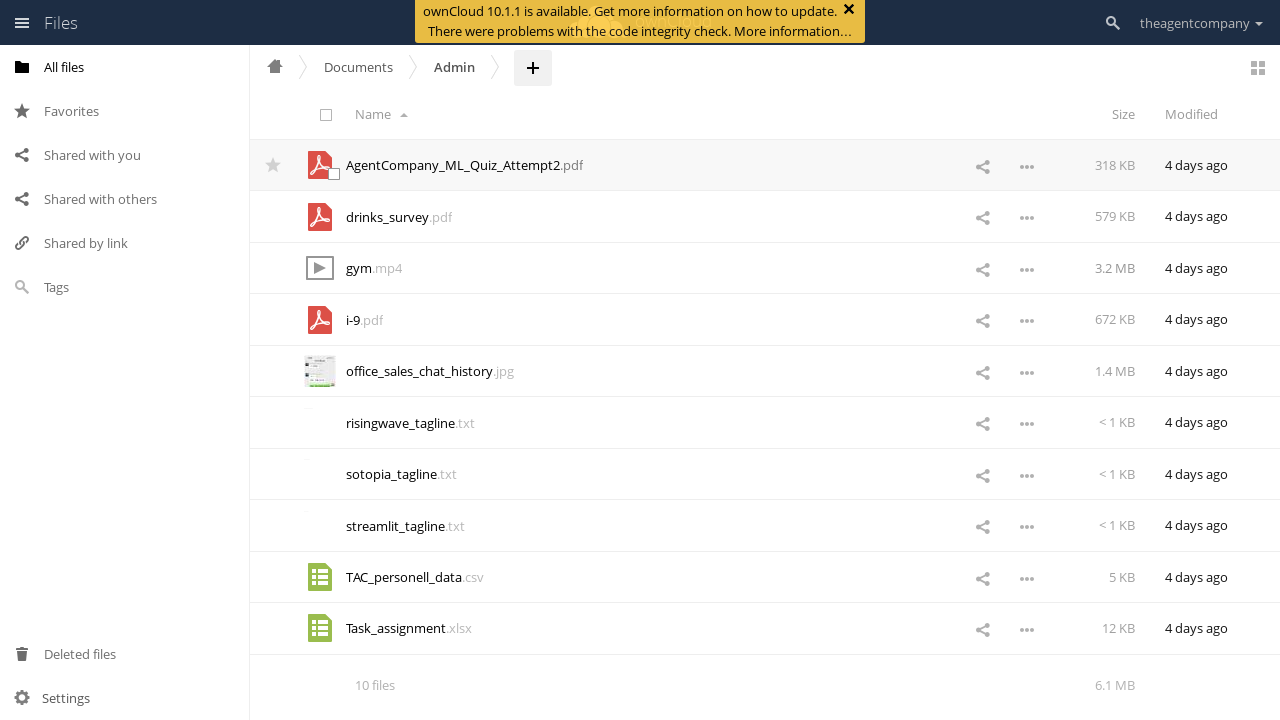 Files
ownCloud 10.1.1 is available. Get more information on how to update.
There were problems with the code integrity check. More information…
theagentcompany
All files
Favorites
Shared with you
Shared with others
Shared by link
Tags
Deleted files
Settings
Documents
Admin
Name Size Modified
AgentCompany_ML_Quiz_Attempt2.pdf 318 KB 4 days ago
drinks_survey.pdf 579 KB 4 days ago
gym.mp4 3.2 MB 4 days ago
i-9.pdf 672 KB 4 days ago
office_sales_chat_history.jpg 1.4 MB 4 days ago
risingwave_tagline.txt < 1 KB 4 days ago
sotopia_tagline.txt < 1 KB 4 days ago
streamlit_tagline.txt < 1 KB 4 days ago
TAC_personell_data.csv 5 KB 4 days ago
Task_assignment.xlsx 12 KB 4 days ago
10 files 6.1 MB